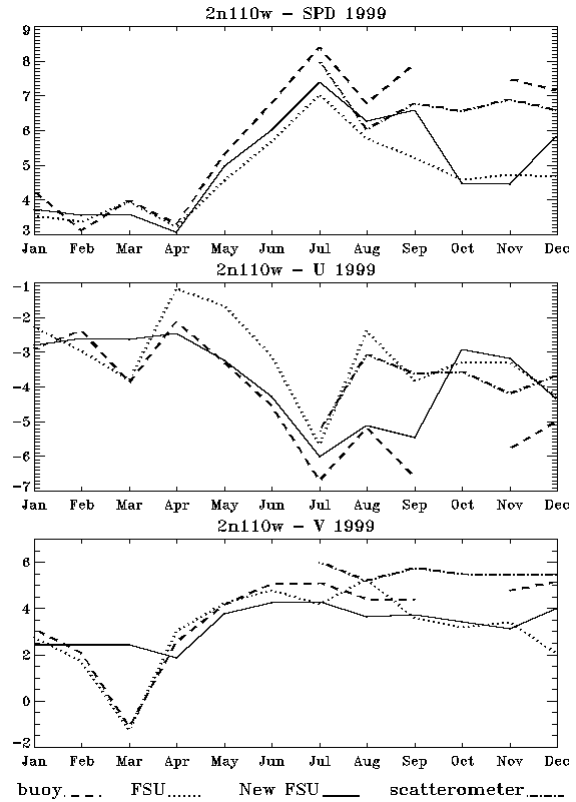 2n110w - SPD 1999
9
8
7
6
5
4
3
Jan Feb Mar Apr May Jun Jul Aug Sep Oct Nov Dec
2n110w - U 1999
-1
-2
-3
-4
-5
-6
-7
Jan Feb Mar Apr May Jun Jul Aug Sep Oct Nov Dec
2n110w - V 1999
6
4
2
0
-2
Jan Feb Mar Apr May Jun Jul Aug Sep Oct Nov Dec
buoy FSU New FSU scatterometer